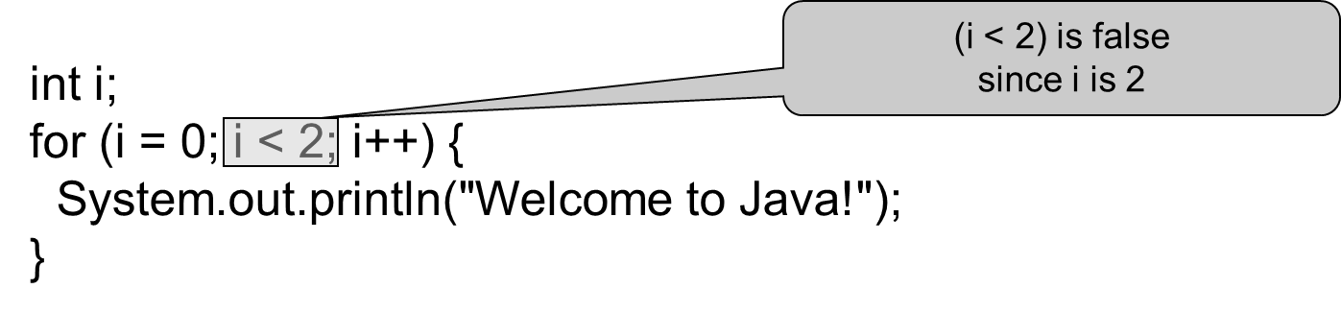 (i < 2) is false
since i is 2
int i;
for (i = 0; i < 2; i++) {
System.out.println("Welcome to Java!");
}